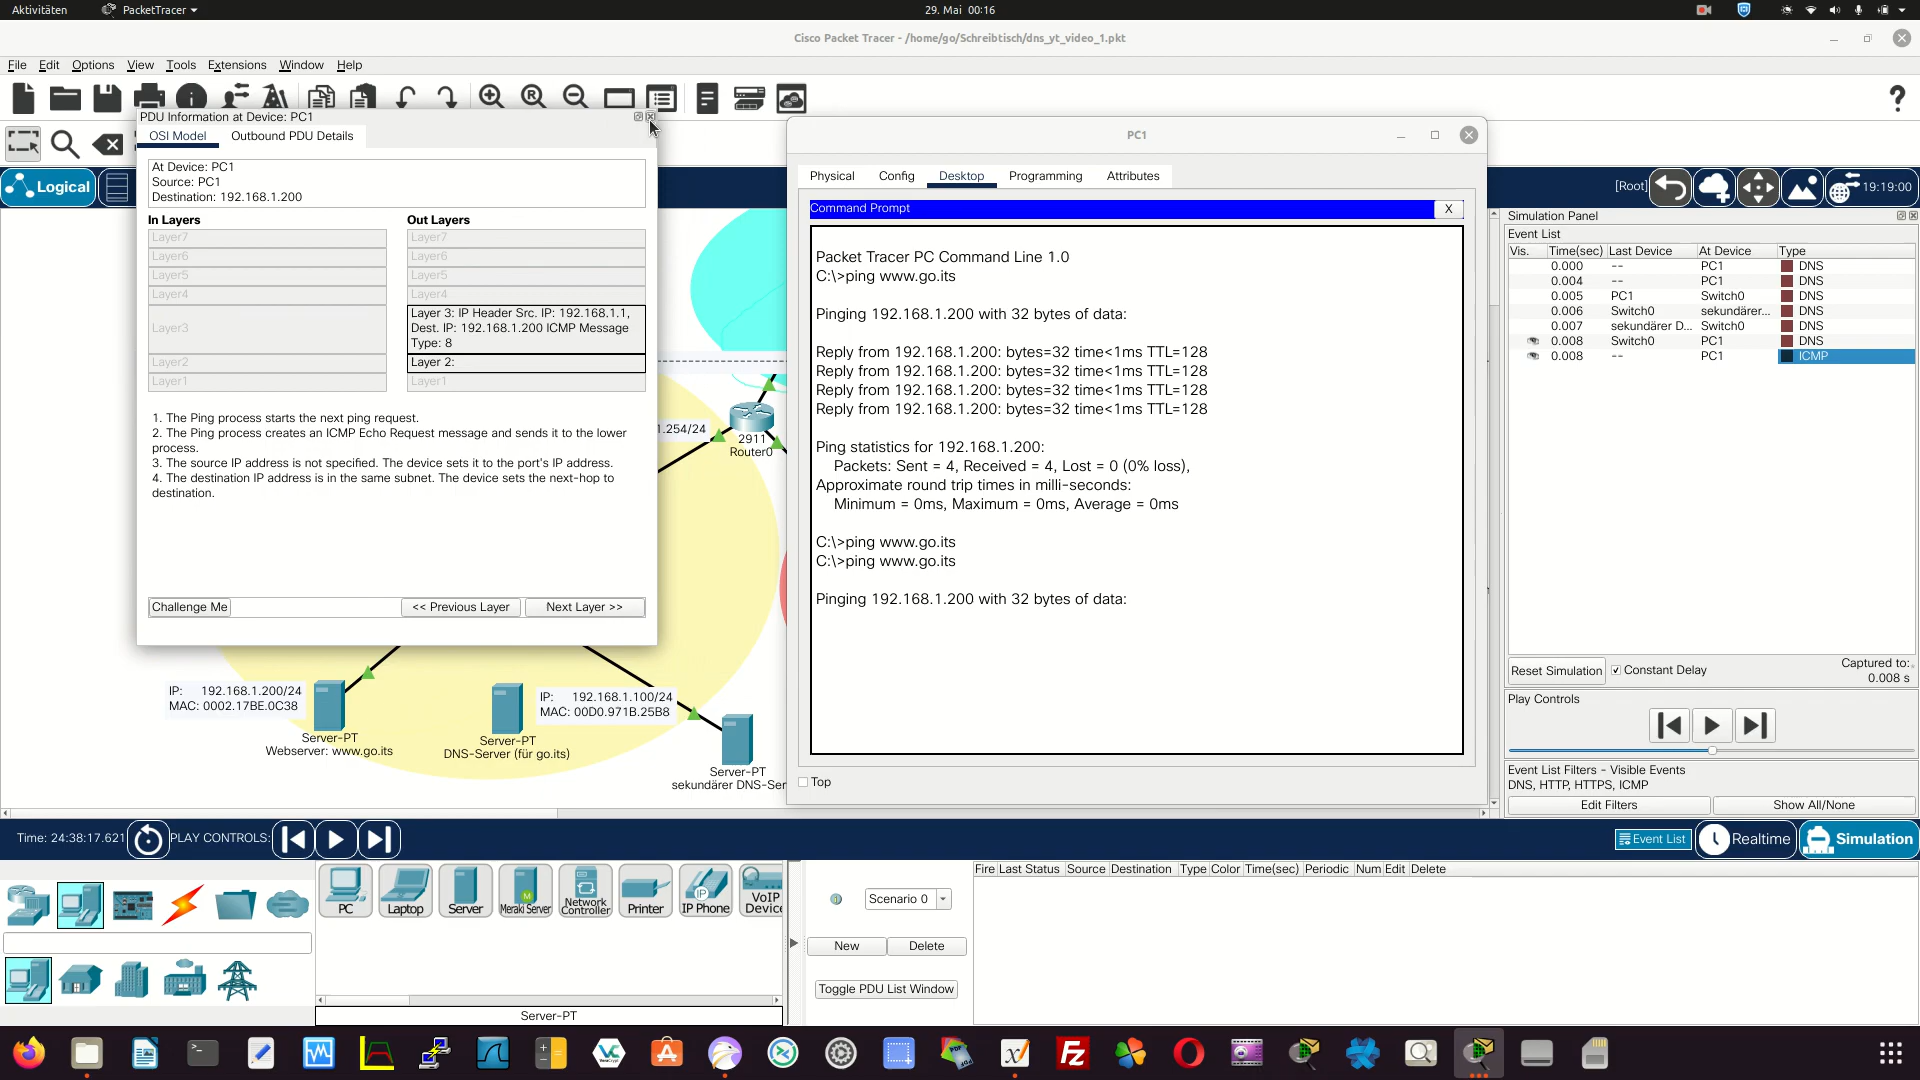 Aktivitäten
PacketTracer
29. Mai 00:16
Cisco Packet Tracer - /home/go/Schreibtisch/dns_yt_video_1.pkt
File Edit Options View Tools Extensions Window Help
PDU Information at Device: PC1
OSI Model Outbound PDU Details
At Device: PC1
Source: PC1
Destination: 192.168.1.200
In Layers Out Layers
Layer7 Layer7
Layer6 Layer6
Layer5 Layer5
Layer4 Layer4
Layer3
Layer 3: IP Header Src. IP: 192.168.1.1,
Dest. IP: 192.168.1.200 ICMP Message
Type: 8
Layer2 Layer 2:
Layer1 Layer1
1. The Ping process starts the next ping request.
2. The Ping process creates an ICMP Echo Request message and sends it to the lower
process.
3. The source IP address is not specified. The device sets it to the port's IP address.
4. The destination IP address is in the same subnet. The device sets the next-hop to
destination.
Challenge Me << Previous Layer Next Layer >>
Logical
1.254/24
2911
Router0
IP: 192.168.1.200/24
MAC: 0002.17BE.0C38
Server-PT
Webserver: www.go.its
Server-PT
DNS-Server (für go.its)
IP: 192.168.1.100/24
MAC: 00D0.971B.25B8
Server-PT
sekundärer DNS-Ser
PC1
Physical Config Desktop Programming Attributes
Command Prompt X
Packet Tracer PC Command Line 1.0
C:\>ping www.go.its
Pinging 192.168.1.200 with 32 bytes of data:
Reply from 192.168.1.200: bytes=32 time<1ms TTL=128
Reply from 192.168.1.200: bytes=32 time<1ms TTL=128
Reply from 192.168.1.200: bytes=32 time<1ms TTL=128
Reply from 192.168.1.200: bytes=32 time<1ms TTL=128
Ping statistics for 192.168.1.200:
Packets: Sent = 4, Received = 4, Lost = 0 (0% loss),
Approximate round trip times in milli-seconds:
Minimum = 0ms, Maximum = 0ms, Average = 0ms
C:\>ping www.go.its
C:\>ping www.go.its
Pinging 192.168.1.200 with 32 bytes of data:
Top
[Root]
19:19:00
Simulation Panel
Event List
Vis. Time(sec) Last Device At Device Type
0.000 -- PC1 DNS
0.004 -- PC1 DNS
0.005 PC1 Switch0 DNS
0.006 Switch0 sekundärer... DNS
0.007 sekundärer D... Switch0 DNS
0.008 Switch0 PC1 DNS
0.008 -- PC1 ICMP
Reset Simulation Constant Delay Captured to:
0.008 s
Play Controls
Event List Filters - Visible Events
DNS, HTTP, HTTPS, ICMP
Edit Filters Show All/None
Time: 24:38:17.621 PLAY CONTROLS:
Event List Realtime Simulation
PC Laptop Server Meraki Server Network Controller Printer IP Phone VoIP Device
Server-PT
Scenario 0
New Delete
Toggle PDU List Window
Fire Last Status Source Destination Type Color Time(sec) Periodic Num Edit Delete